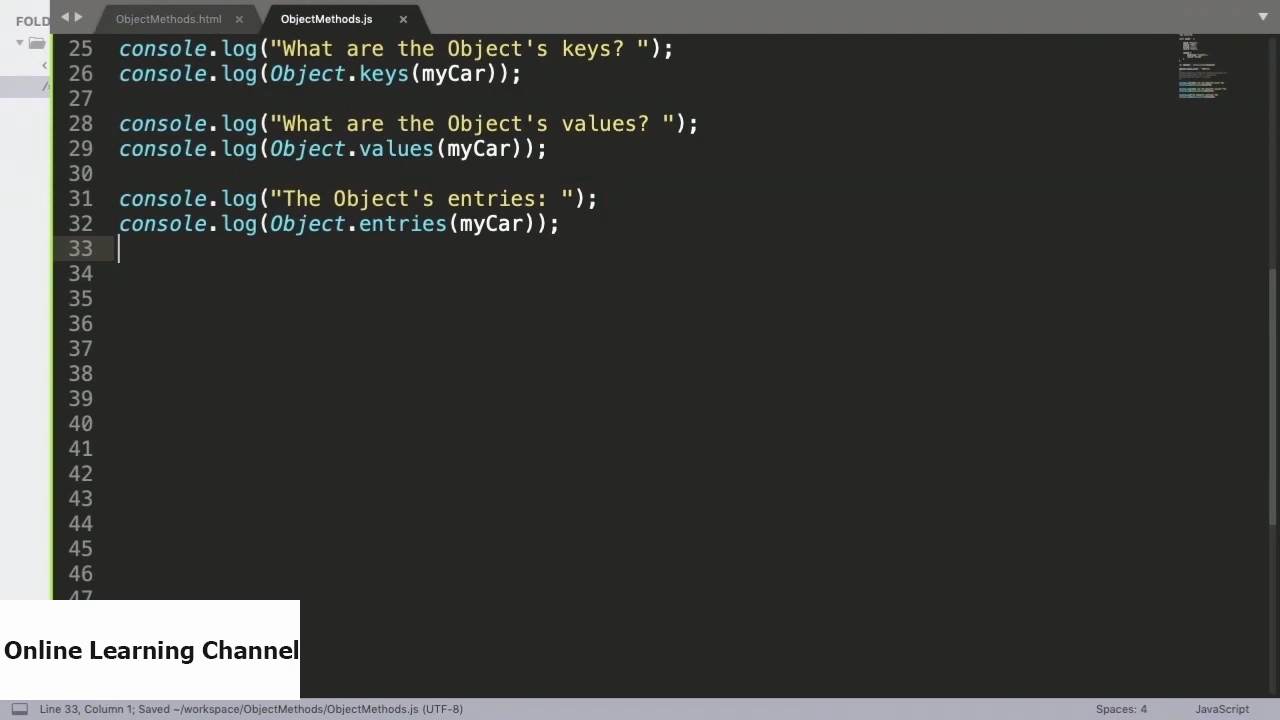 FOLD
ObjectMethods.html ×
ObjectMethods.js ×
25 console.log("What are the Object's keys? ");
26 console.log(Object.keys(myCar));
27
28 console.log("What are the Object's values? ");
29 console.log(Object.values(myCar));
30
31 console.log("The Object's entries: ");
32 console.log(Object.entries(myCar));
33
34
35
36
37
38
39
40
41
42
43
44
45
46
47
Online Learning Channel
Line 33, Column 1; Saved ~/workspace/ObjectMethods/ObjectMethods.js (UTF-8)
Spaces: 4
JavaScript